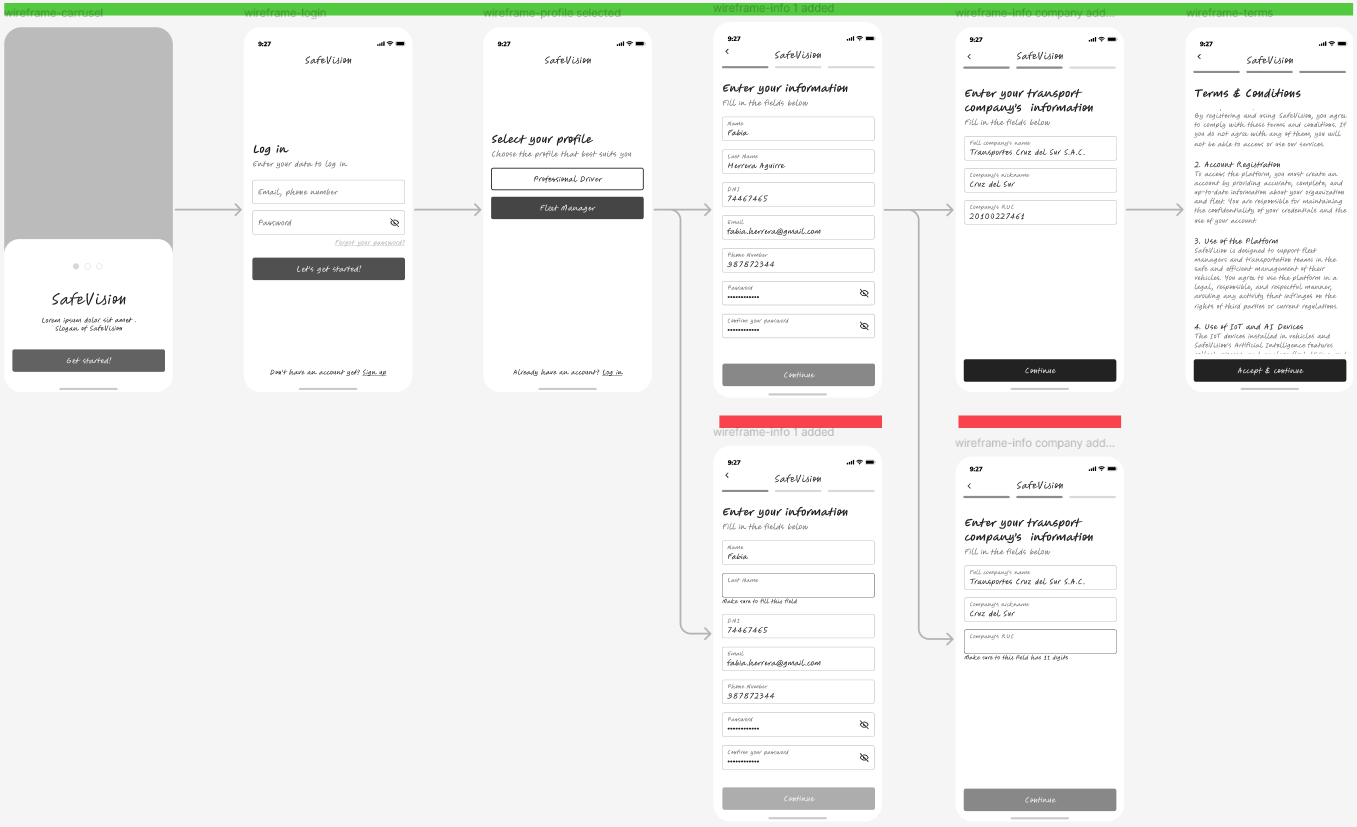 wireframe-carrusel
SafeVision
Lorem ipsum dolor sit amet .
Slogan of SafeVision
Get started!
wireframe-login
9:27
SafeVision
Log in
Enter your data to log in
Email, phone number
Password
Forgot your password?
Let's get started!
Don't have an account yet? Sign up
wireframe-profile selected
9:27
SafeVision
Select your profile
Choose the profile that best suits you
Professional Driver
Fleet Manager
Already have an account? Log in
wireframe-info 1 added
9:27
SafeVision
Enter your information
Fill in the fields below
Name
Fabia
Last Name
Herrera Aguirre
DNI
74467465
Email
fabia.herrera@gmail.com
Phone Number
987872344
Password
••••••••••••
Confirm your password
••••••••••••
Continue
wireframe-info company add...
9:27
SafeVision
Enter your transport
company's information
Fill in the fields below
Full company's name
Transportes Cruz del Sur S.A.C.
Company's nickname
Cruz del Sur
Company's RUC
20100227461
Continue
wireframe-terms
9:27
SafeVision
Terms & Conditions
By registering and using SafeVision, you agree
to comply with these terms and conditions. If
you do not agree with any of them, you will
not be able to access or use our services.
2. Account Registration
To access the platform, you must create an
account by providing accurate, complete, and
up-to-date information about your organization
and fleet. You are responsible for maintaining
the confidentiality of your credentials and the
use of your account.
3. Use of the Platform
SafeVision is designed to support fleet
managers and transportation teams in the
safe and efficient management of their
vehicles. You agree to use the platform in a
legal, responsible, and respectful manner,
avoiding any activity that infringes on the
rights of third parties or current regulations.
4. Use of IoT and AI Devices
The IoT devices installed in vehicles and
SafeVision's Artificial Intelligence features
Accept & continue
wireframe-info 1 added
9:27
SafeVision
Enter your information
Fill in the fields below
Name
Fabia
Last Name
Make sure to fill this field
DNI
74467465
Email
fabia.herrera@gmail.com
Phone Number
987872344
Password
••••••••••••
Confirm your password
••••••••••••
Continue
wireframe-info company add...
9:27
SafeVision
Enter your transport
company's information
Fill in the fields below
Full company's name
Transportes Cruz del Sur S.A.C.
Company's nickname
Cruz del Sur
Company's RUC
Make sure to this field has 11 digits
Continue